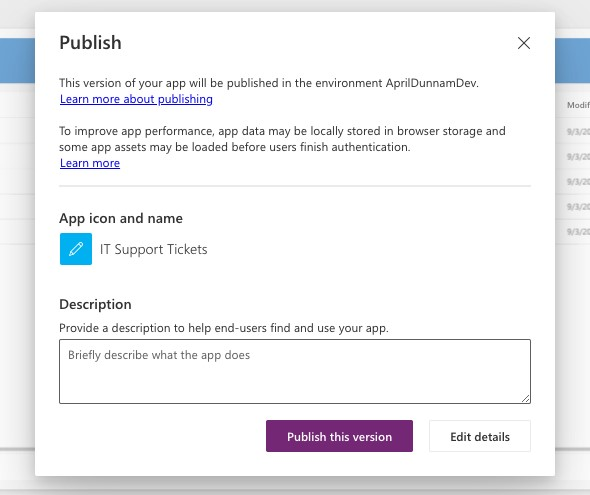 Publish
This version of your app will be published in the environment AprilDunnamDev.
Learn more about publishing
Modif
To improve app performance, app data may be locally stored in browser storage and
some app assets may be loaded before users finish authentication.
Learn more
9/3/20
9/3/20
9/3/20
9/3/20
9/3/20
App icon and name
IT Support Tickets
Description
Provide a description to help end-users find and use your app.
Briefly describe what the app does
Publish this version
Edit details